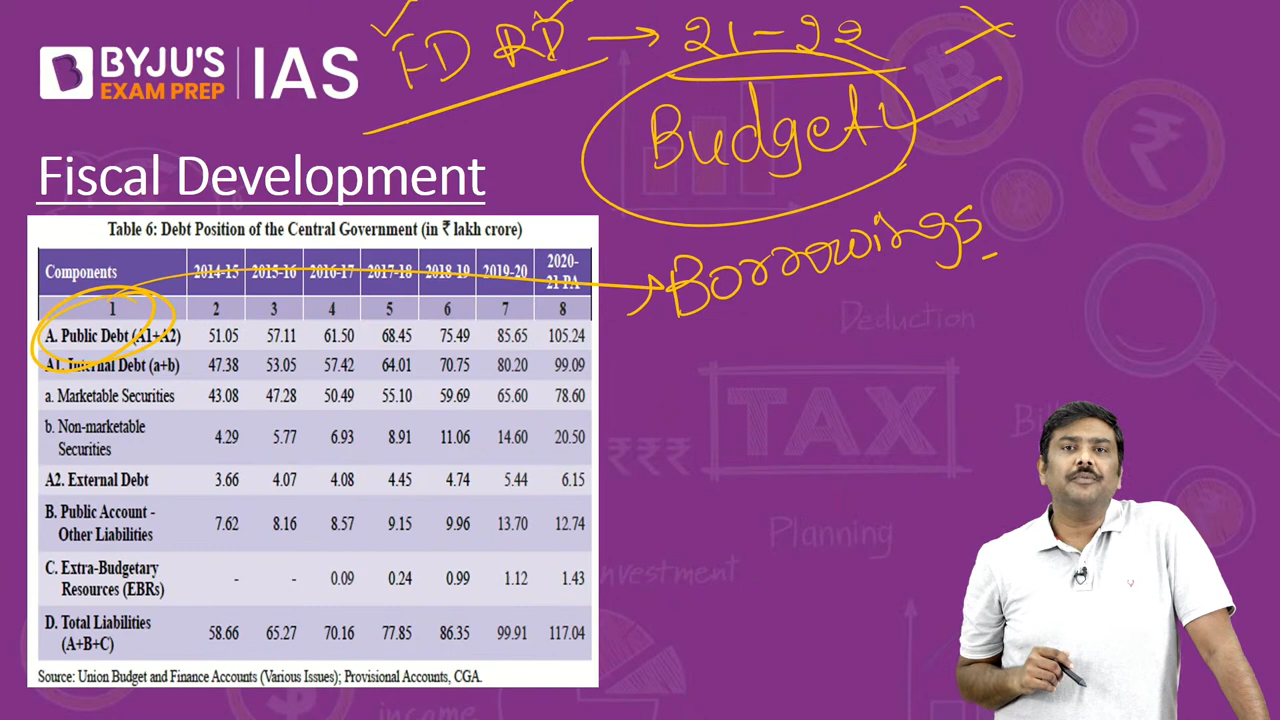 BYJU'S
EXAM PREP
IAS
FD RD → 21-22
Budget
Borrowings
Fiscal Development
Table 6: Debt Position of the Central Government (in ₹ lakh crore)
Components 2014-15 2015-16 2016-17 2017-18 2018-19 2019-20 2020-21 PA
1 2 3 4 5 6 7 8
A. Public Debt (A1+A2) 51.05 57.11 61.50 68.45 75.49 85.65 105.24
A1. Internal Debt (a+b) 47.38 53.05 57.42 64.01 70.75 80.20 99.09
a. Marketable Securities 43.08 47.28 50.49 55.10 59.69 65.60 78.60
b. Non-marketable Securities 4.29 5.77 6.93 8.91 11.06 14.60 20.50
A2. External Debt 3.66 4.07 4.08 4.45 4.74 5.44 6.15
B. Public Account - Other Liabilities 7.62 8.16 8.57 9.15 9.96 13.70 12.74
C. Extra-Budgetary Resources (EBRs) - - 0.09 0.24 0.99 1.12 1.43
D. Total Liabilities (A+B+C) 58.66 65.27 70.16 77.85 86.35 99.91 117.04
Source: Union Budget and Finance Accounts (Various Issues); Provisional Accounts, CGA.
Deduction
TAX
₹₹₹
Planning
income